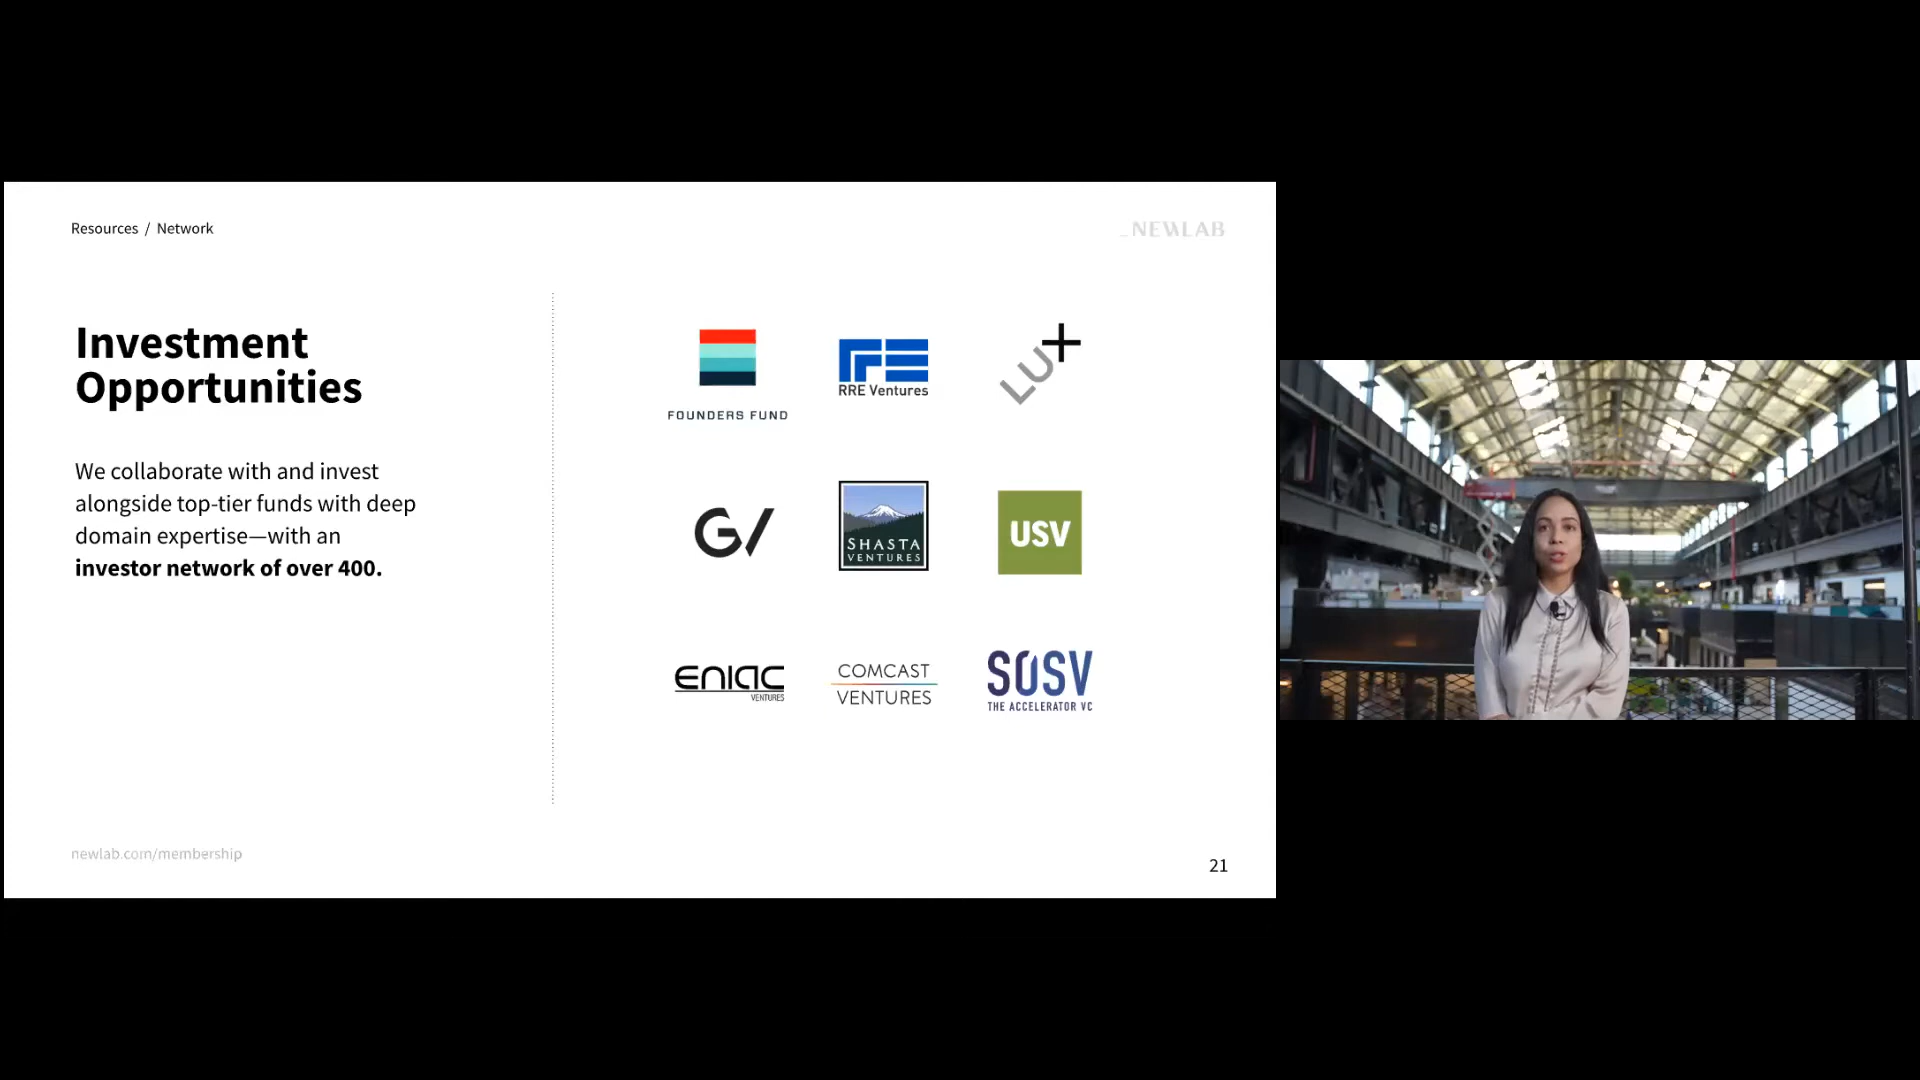 Resources / Network
_NEWLAB
Investment
Opportunities
We collaborate with and invest
alongside top-tier funds with deep
domain expertise—with an
investor network of over 400.
FOUNDERS FUND
RRE Ventures
LU+
G/
SHASTA
VENTURES
USV
ENIAC
VENTURES
COMCAST
VENTURES
SOSV
THE ACCELERATOR VC
newlab.com/membership
21